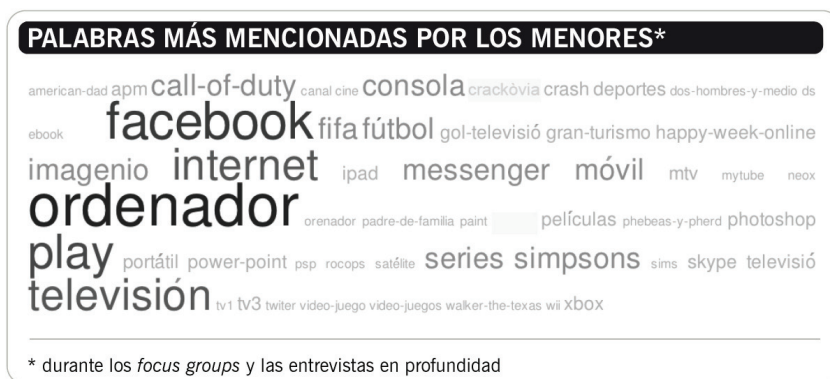 PALABRAS MÁS MENCIONADAS POR LOS MENORES*
american-dad apm call-of-duty canal cine consola crackòvia crash deportes dos-hombres-y-medio ds
ebook facebook fifa fútbol gol-televisió gran-turismo happy-week-online
imagenio internet ipad messenger móvil mtv mytube neox
ordenador orenador padre-de-familia paint películas phebeas-y-pherd photoshop
play portátil power-point psp rocops satélite series simpsons sims skype televisió
televisión tv1 tv3 twiter video-juego video-juegos walker-the-texas wii xbox
* durante los focus groups y las entrevistas en profundidad